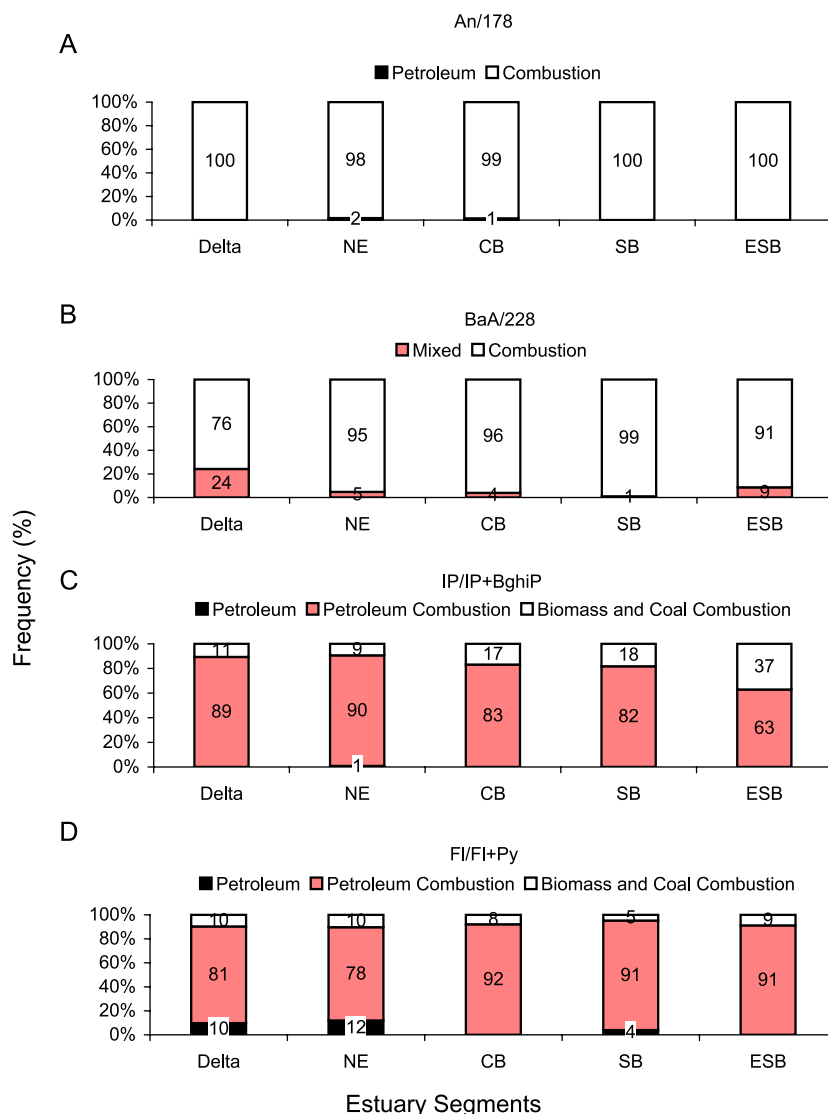 An/178
A
Petroleum Combustion
100%
80%
60%
40%
20%
0%
100 98 99 100 100
2 1
Delta NE CB SB ESB
B
BaA/228
Mixed Combustion
100%
80%
60%
40%
20%
0%
76 95 96 99 91
24 5 4 1 9
Delta NE CB SB ESB
Frequency (%)
C
IP/IP+BghiP
Petroleum Petroleum Combustion Biomass and Coal Combustion
100%
80%
60%
40%
20%
0%
11 9 17 18 37
89 90 83 82 63
1
Delta NE CB SB ESB
D
Fl/Fl+Py
Petroleum Petroleum Combustion Biomass and Coal Combustion
100%
80%
60%
40%
20%
0%
10 10 8 5 9
81 78 92 91 91
10 12 4
Delta NE CB SB ESB
Estuary Segments